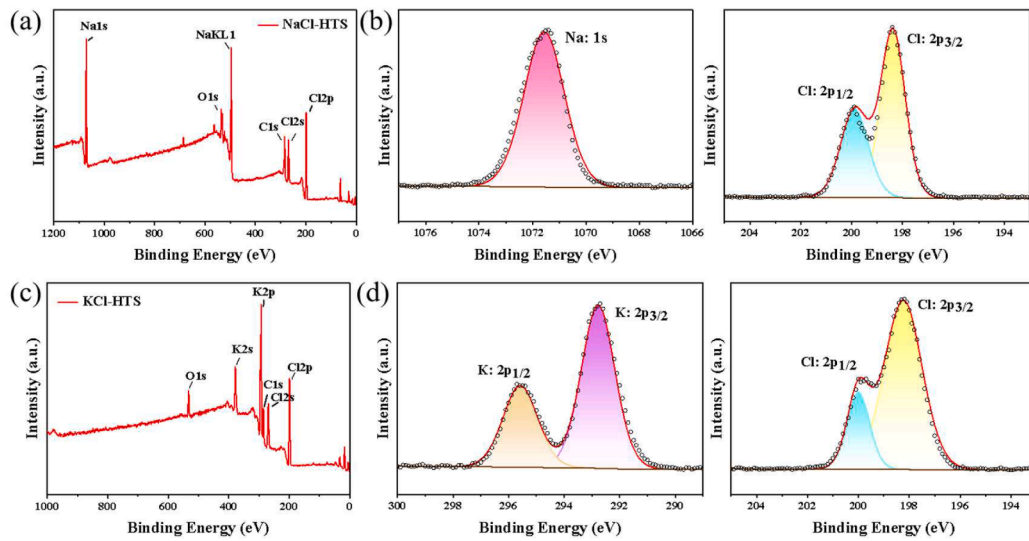 (a)
NaCl-HTS
Na1s
NaKL1
O1s
C1s
Cl2s
Cl2p
Intensity (a.u.)
1200 1000 800 600 400 200 0
Binding Energy (eV)
(b)
Na: 1s
Intensity (a.u.)
1076 1074 1072 1070 1068 1066
Binding Energy (eV)
Cl: 2p3/2
Cl: 2p1/2
Intensity (a.u.)
204 202 200 198 196 194
Binding Energy (eV)
(c)
KCl-HTS
K2p
K2s
O1s
C1s
Cl2s
Cl2p
Intensity (a.u.)
1000 800 600 400 200 0
Binding Energy (eV)
(d)
K: 2p3/2
K: 2p1/2
Intensity (a.u.)
300 298 296 294 292 290
Binding Energy (eV)
Cl: 2p3/2
Cl: 2p1/2
Intensity (a.u.)
204 202 200 198 196 194
Binding Energy (eV)